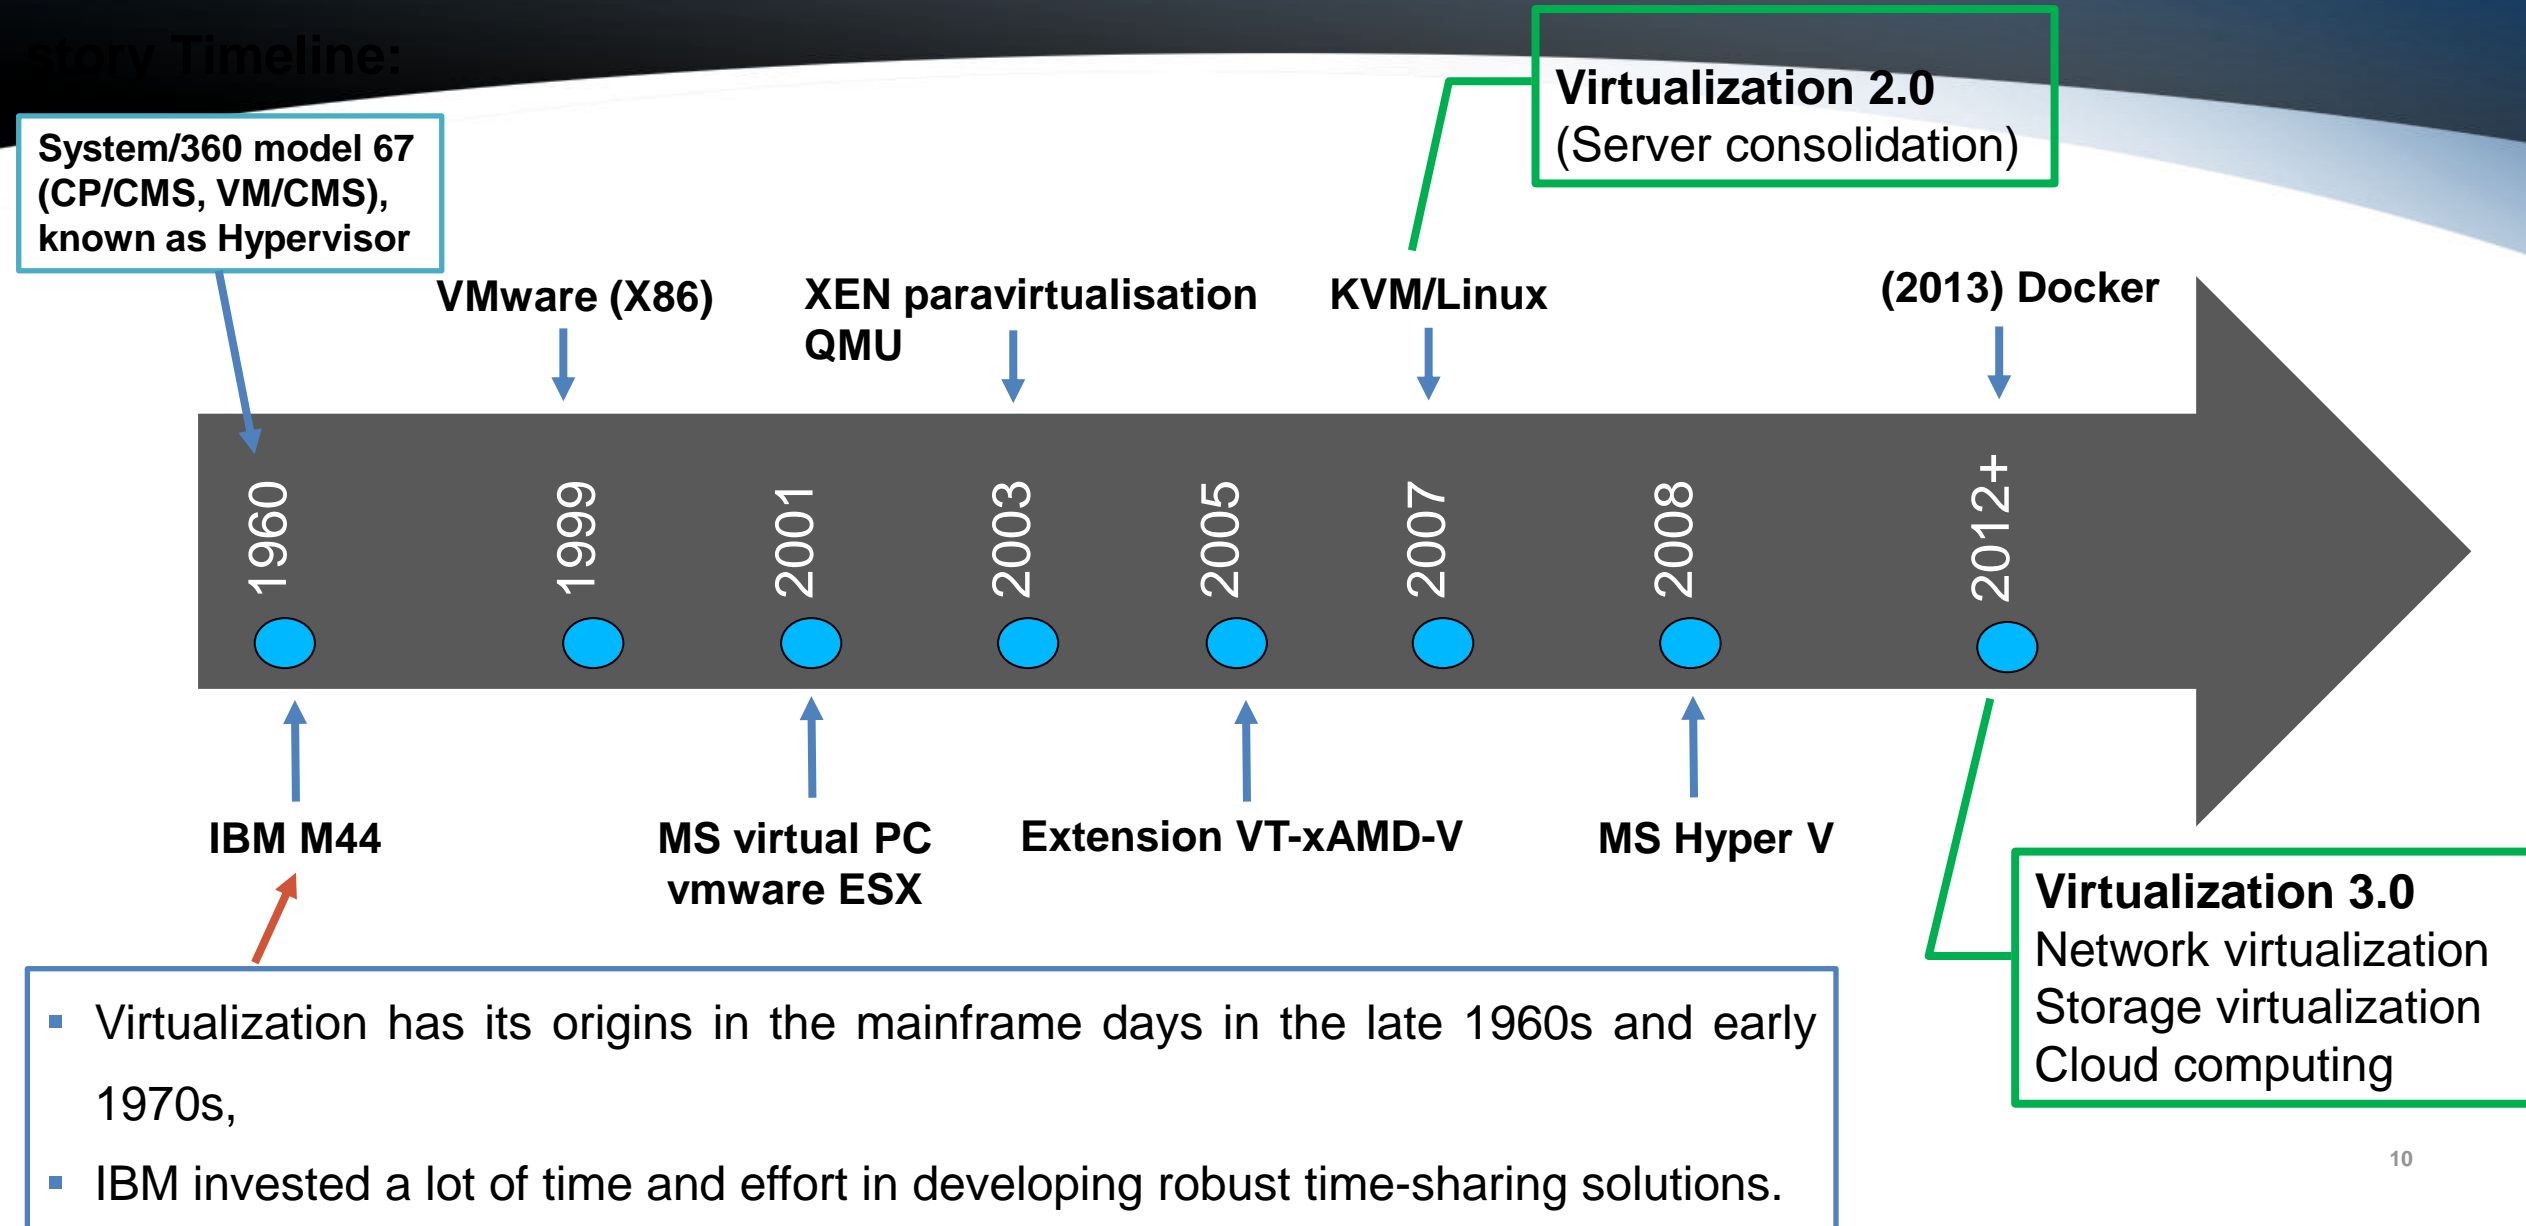 story Timeline:
Virtualization 2.0
(Server consolidation)
System/360 model 67
(CP/CMS, VM/CMS),
known as Hypervisor
VMware (X86)
XEN paravirtualisation
QMU
KVM/Linux
(2013) Docker
1960
1999
2001
2003
2005
2007
2008
2012+
IBM M44
MS virtual PC
vmware ESX
Extension VT-xAMD-V
MS Hyper V
Virtualization 3.0
Network virtualization
Storage virtualization
Cloud computing
▪ Virtualization has its origins in the mainframe days in the late 1960s and early
1970s,
▪ IBM invested a lot of time and effort in developing robust time-sharing solutions.
10